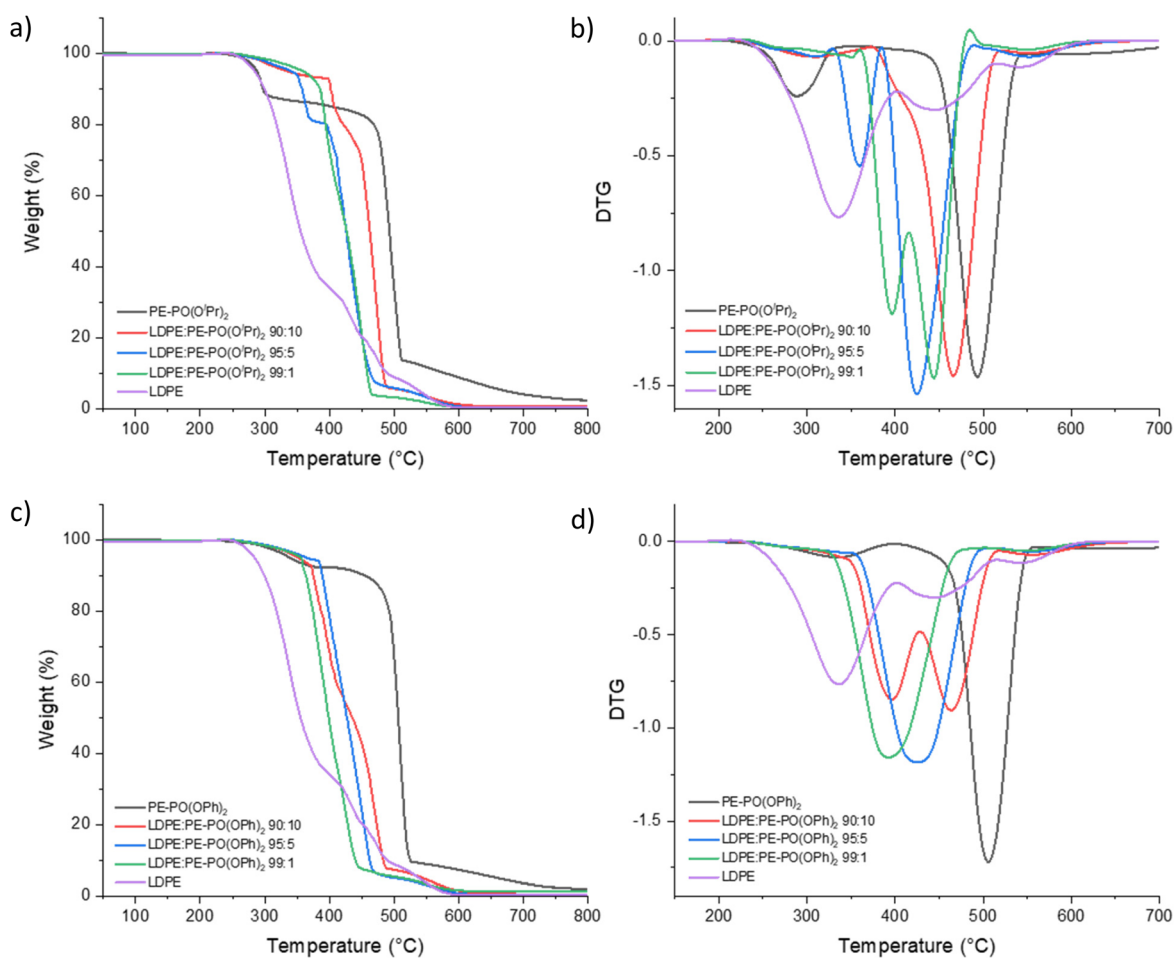 a)
100
80
60
40
20
0
Weight (%)
PE-PO(OⁱPr)₂
LDPE:PE-PO(OⁱPr)₂ 90:10
LDPE:PE-PO(OⁱPr)₂ 95:5
LDPE:PE-PO(OⁱPr)₂ 99:1
LDPE
100 200 300 400 500 600 700 800
Temperature (°C)
b)
0.0
-0.5
-1.0
-1.5
DTG
PE-PO(OⁱPr)₂
LDPE:PE-PO(OⁱPr)₂ 90:10
LDPE:PE-PO(OⁱPr)₂ 95:5
LDPE:PE-PO(OⁱPr)₂ 99:1
LDPE
200 300 400 500 600 700
Temperature (°C)
c)
100
80
60
40
20
0
Weight (%)
PE-PO(OPh)₂
LDPE:PE-PO(OPh)₂ 90:10
LDPE:PE-PO(OPh)₂ 95:5
LDPE:PE-PO(OPh)₂ 99:1
LDPE
100 200 300 400 500 600 700 800
Temperature (°C)
d)
0.0
-0.5
-1.0
-1.5
DTG
PE-PO(OPh)₂
LDPE:PE-PO(OPh)₂ 90:10
LDPE:PE-PO(OPh)₂ 95:5
LDPE:PE-PO(OPh)₂ 99:1
LDPE
200 300 400 500 600 700
Temperature (°C)